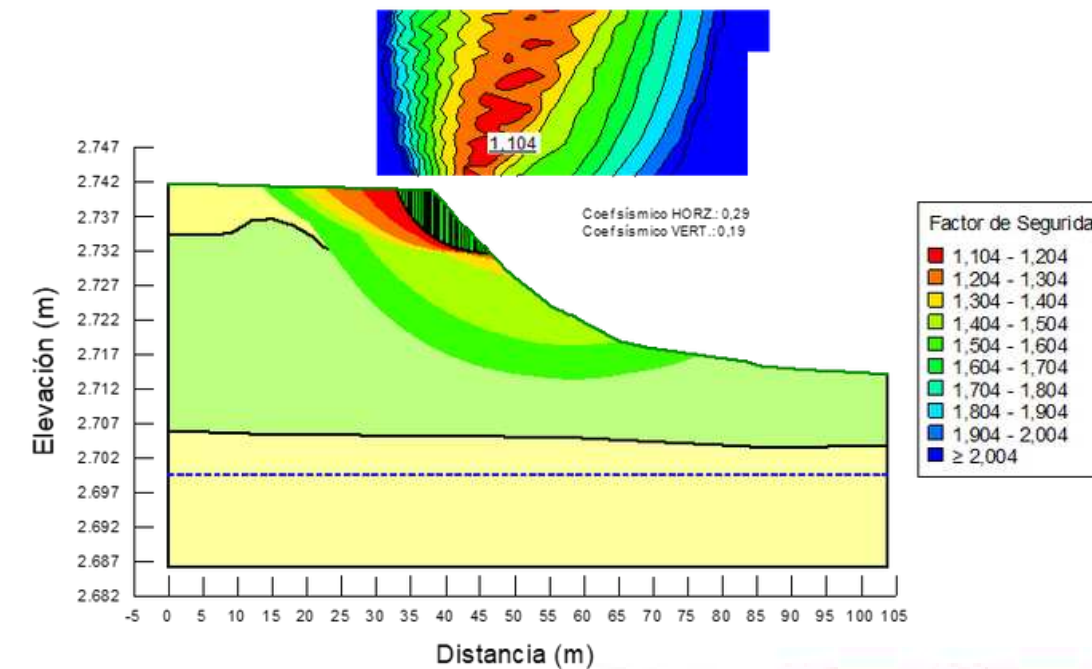 1,104
2.747
2.742
2.737
2.732
2.727
2.722
2.717
2.712
2.707
2.702
2.697
2.692
2.687
2.682
Elevación (m)
Coef sísmico HORZ.: 0,29
Coef sísmico VERT.: 0,19
Factor de Segurida
1,104 - 1,204
1,204 - 1,304
1,304 - 1,404
1,404 - 1,504
1,504 - 1,604
1,604 - 1,704
1,704 - 1,804
1,804 - 1,904
1,904 - 2,004
≥ 2,004
-5 0 5 10 15 20 25 30 35 40 45 50 55 60 65 70 75 80 85 90 95 100 105
Distancia (m)